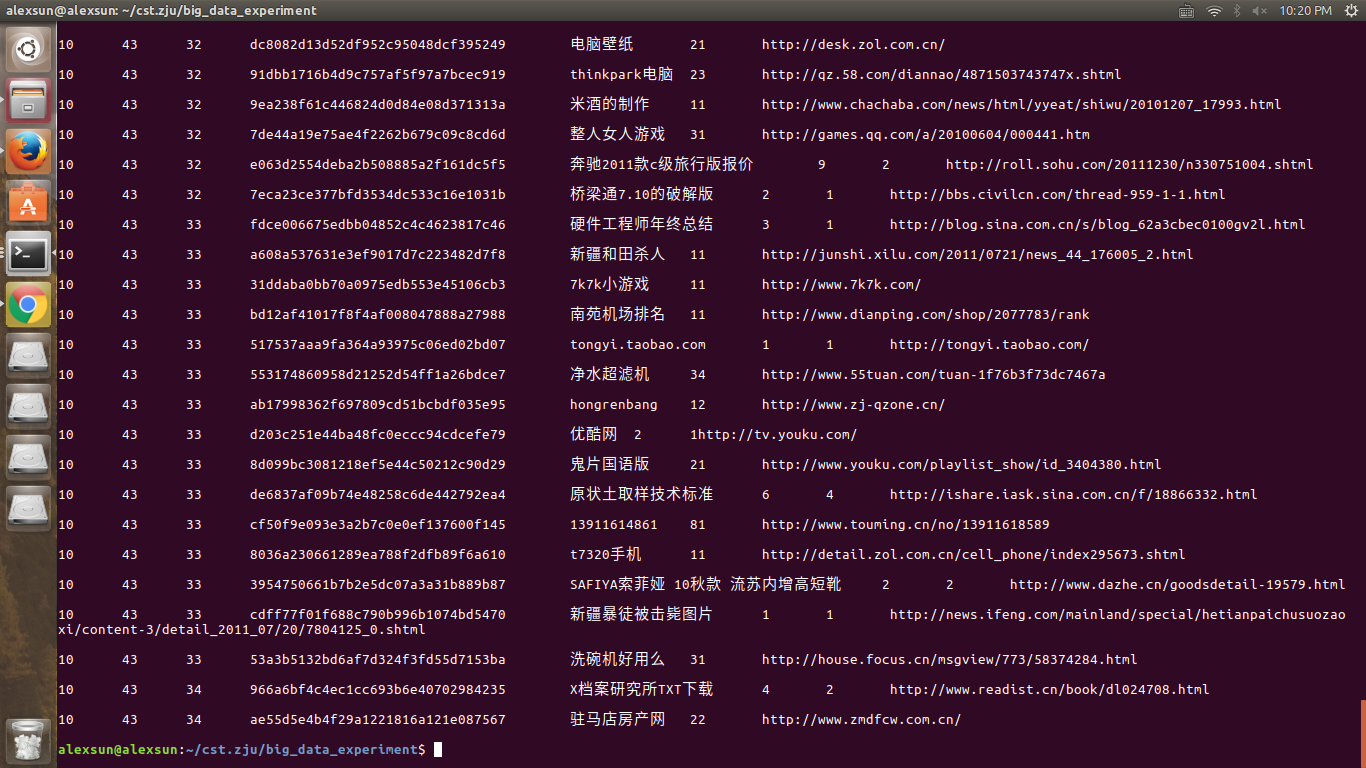 alexsun@alexsun: ~/cst.zju/big_data_experiment 10:20 PM
10 43 32 dc8082d13d52df952c95048dcf395249 电脑壁纸 21 http://desk.zol.com.cn/
10 43 32 91dbb1716b4d9c757af5f97a7bcec919 thinkpark电脑 23 http://qz.58.com/diannao/4871503743747x.shtml
10 43 32 9ea238f61c446824d0d84e08d371313a 米酒的制作 11 http://www.chachaba.com/news/html/yyeat/shiwu/20101207_17993.html
10 43 32 7de44a19e75ae4f2262b679c09c8cd6d 整人女人游戏 31 http://games.qq.com/a/20100604/000441.htm
10 43 32 e063d2554deba2b508885a2f161dc5f5 奔驰2011款c级旅行版报价 9 2 http://roll.sohu.com/20111230/n330751004.shtml
10 43 32 7eca23ce377bfd3534dc533c16e1031b 桥梁通7.10的破解版 2 1 http://bbs.civilcn.com/thread-959-1-1.html
10 43 32 fdce006675edbb04852c4c4623817c46 硬件工程师年终总结 3 1 http://blog.sina.com.cn/s/blog_62a3cbec0100gv2l.html
10 43 33 a608a537631e3ef9017d7c223482d7f8 新疆和田杀人 11 http://junshi.xilu.com/2011/0721/news_44_176005_2.html
10 43 33 31ddaba0bb70a0975edb553e45106cb3 7k7k小游戏 11 http://www.7k7k.com/
10 43 33 bd12af41017f8f4af008047888a27988 南苑机场排名 11 http://www.dianping.com/shop/2077783/rank
10 43 33 517537aaa9fa364a93975c06ed02bd07 tongyi.taobao.com 1 1 http://tongyi.taobao.com/
10 43 33 553174860958d21252d54ff1a26bdce7 净水超滤机 34 http://www.55tuan.com/tuan-1f76b3f73dc7467a
10 43 33 ab17998362f697809cd51bcbdf035e95 hongrenbang 12 http://www.zj-qzone.cn/
10 43 33 d203c251e44ba48fc0eccc94cdcefe79 优酷网 2 1http://tv.youku.com/
10 43 33 8d099bc3081218ef5e44c50212c90d29 鬼片国语版 21 http://www.youku.com/playlist_show/id_3404380.html
10 43 33 de6837af09b74e48258c6de442792ea4 原状土取样技术标准 6 4 http://ishare.iask.sina.com.cn/f/18866332.html
10 43 33 cf50f9e093e3a2b7c0e0ef137600f145 13911614861 81 http://www.touming.cn/no/13911618589
10 43 33 8036a230661289ea788f2dfb89f6a610 t7320手机 11 http://detail.zol.com.cn/cell_phone/index295673.shtml
10 43 33 3954750661b7b2e5dc07a3a31b889b87 SAFIYA索菲娅 10秋款 流苏内增高短靴 2 2 http://www.dazhe.cn/goodsdetail-19579.html
10 43 33 cdff77f01f688c790b996b1074bd5470 新疆暴徒被击毙图片 1 1 http://news.ifeng.com/mainland/special/hetianpaichusuozao
xi/content-3/detail_2011_07/20/7804125_0.shtml
10 43 33 53a3b5132bd6af7d324f3fd55d7153ba 洗碗机好用么 31 http://house.focus.cn/msgview/773/58374284.html
10 43 34 966a6bf4c4ec1cc693b6e40702984235 X档案研究所TXT下载 4 2 http://www.readist.cn/book/dl024708.html
10 43 34 ae55d5e4b4f29a1221816a121e087567 驻马店房产网 22 http://www.zmdfcw.com.cn/
alexsun@alexsun:~/cst.zju/big_data_experiment$